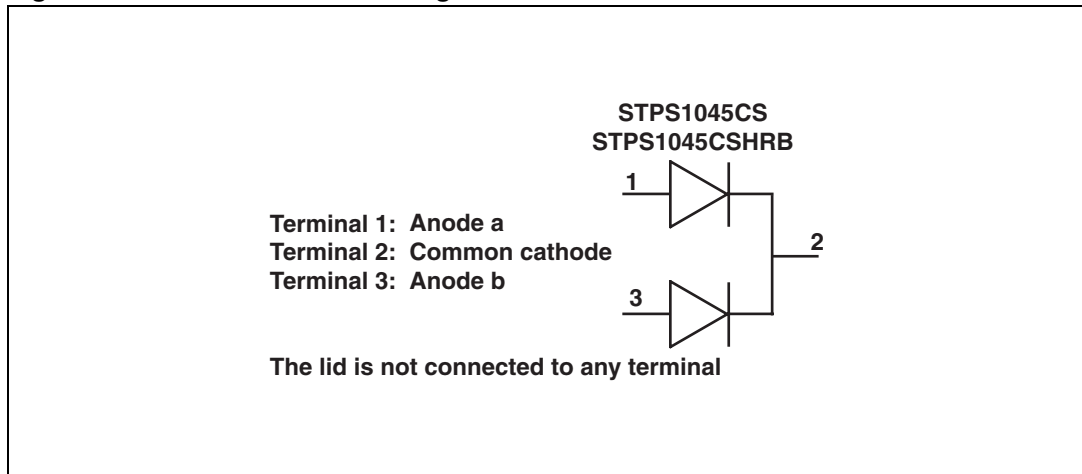 STPS1045CS
STPS1045CSHRB
1
Terminal 1: Anode a
Terminal 2: Common cathode
2
Terminal 3: Anode b
3
The lid is not connected to any terminal